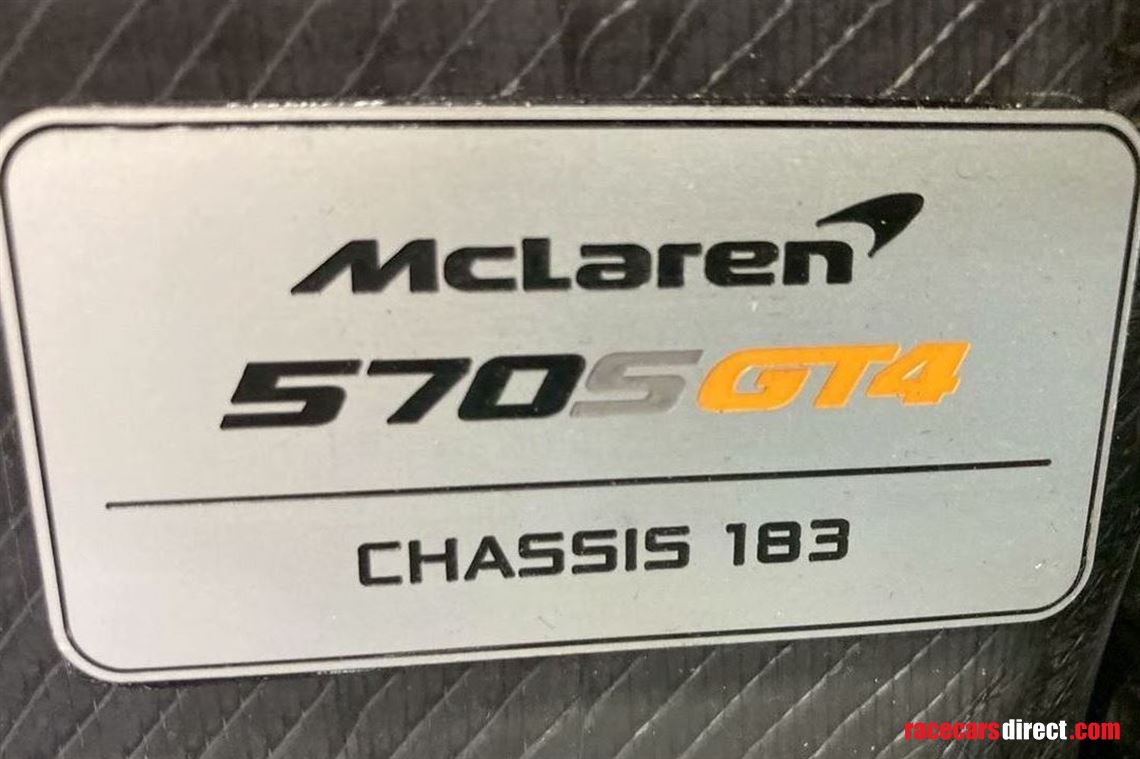 McLaren
570S GT4
CHASSIS 183
racecarsdirect.com